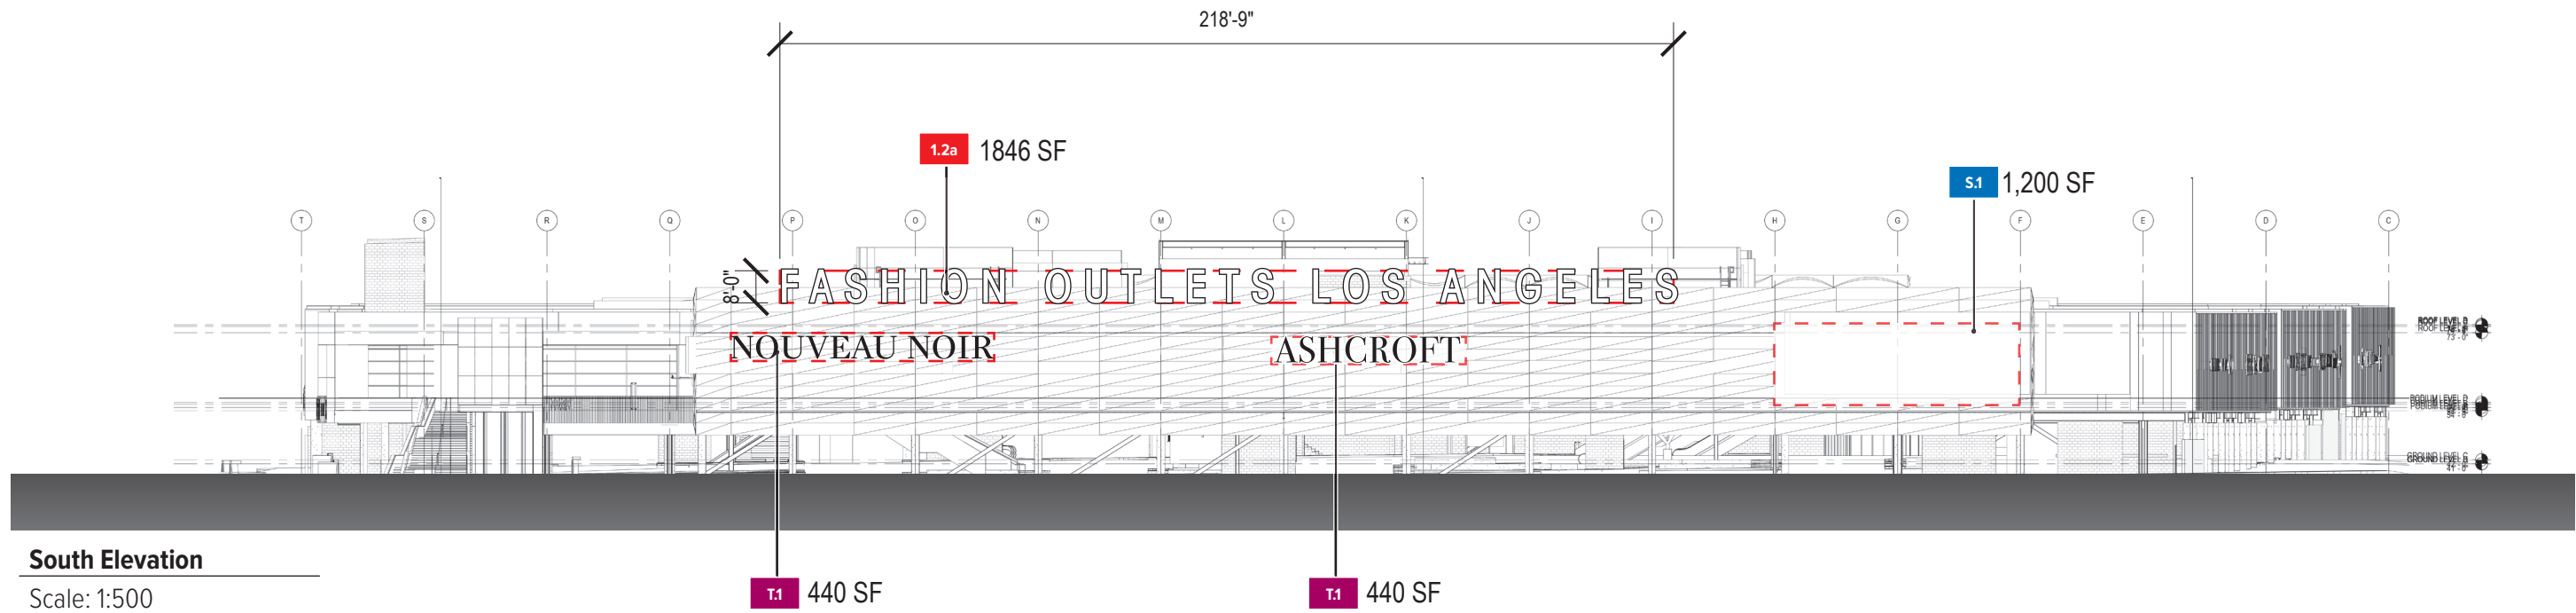 218'-9"
1.2a 1846 SF
S.1 1,200 SF
T S R Q P O N M L K J I H G F E D C
8'-0"
FASHION OUTLETS LOS ANGELES
NOUVEAU NOIR
ASHCROFT
South Elevation
Scale: 1:500
T.1 440 SF
T.1 440 SF